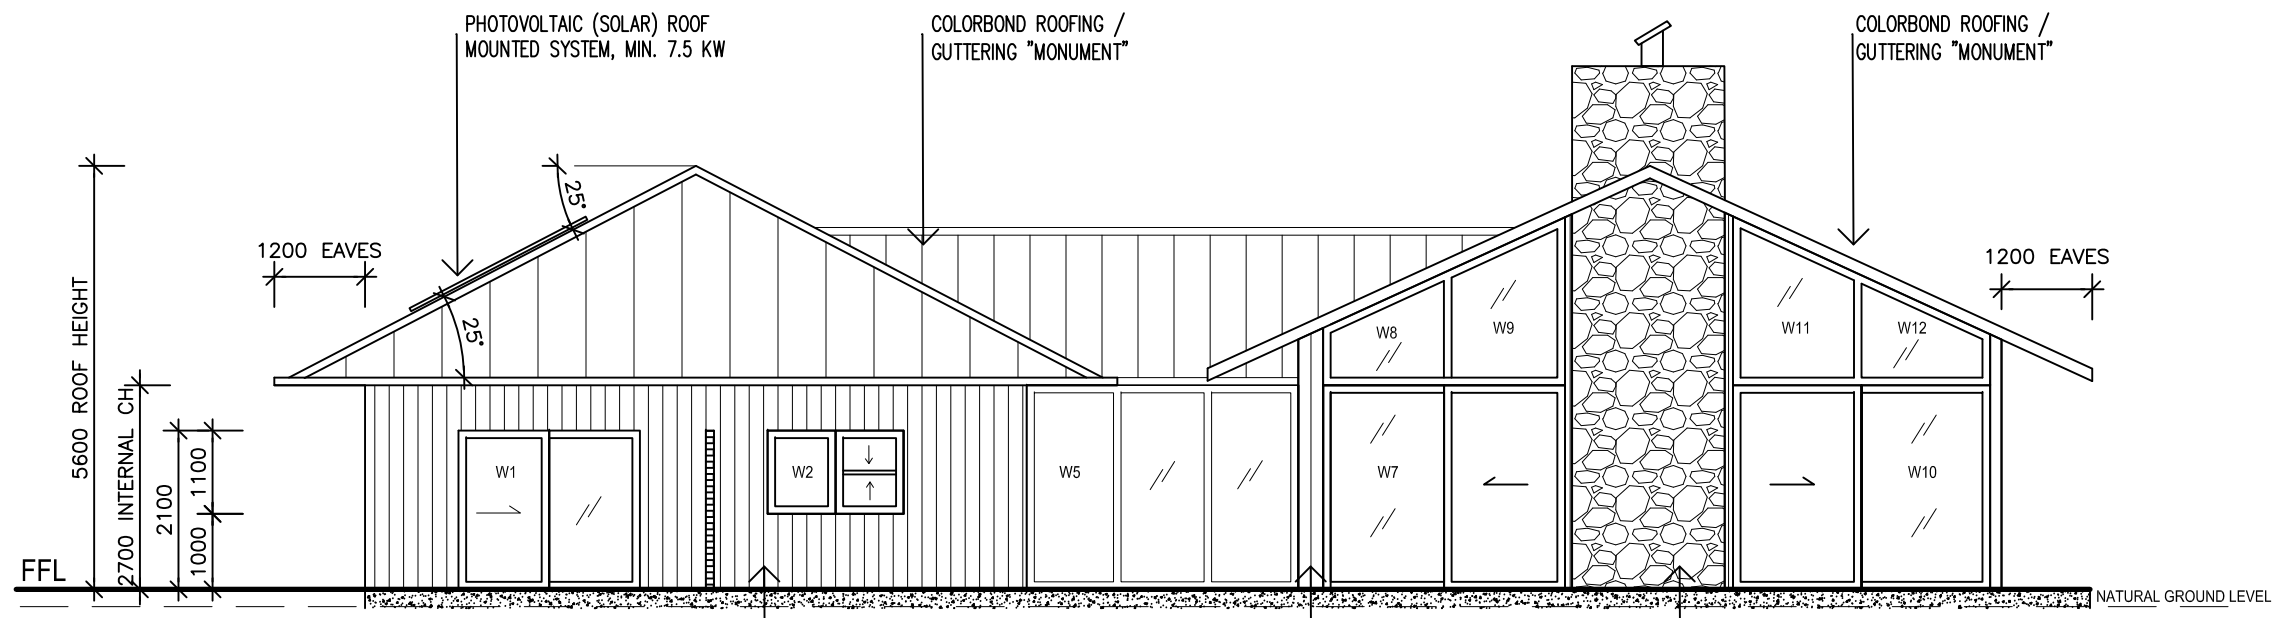 PHOTOVOLTAIC (SOLAR) ROOF
MOUNTED SYSTEM, MIN. 7.5 KW
COLORBOND ROOFING /
GUTTERING "MONUMENT"
COLORBOND ROOFING /
GUTTERING "MONUMENT"
25°
25°
1200 EAVES
1200 EAVES
5600 ROOF HEIGHT
2700 INTERNAL CH
2100
1100
1000
W1
W2
W5
W8
W9
W7
W11
W12
W10
FFL
NATURAL GROUND LEVEL